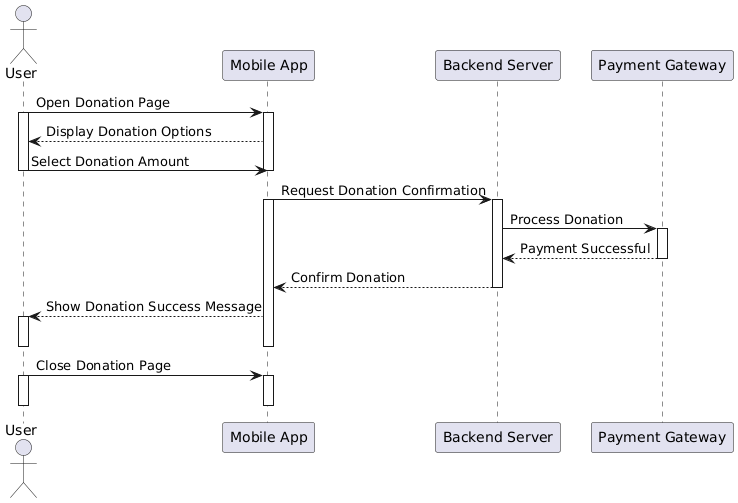 User
Mobile App
Backend Server
Payment Gateway
Open Donation Page
Display Donation Options
Select Donation Amount
Request Donation Confirmation
Process Donation
Payment Successful
Confirm Donation
Show Donation Success Message
Close Donation Page
User
Mobile App
Backend Server
Payment Gateway